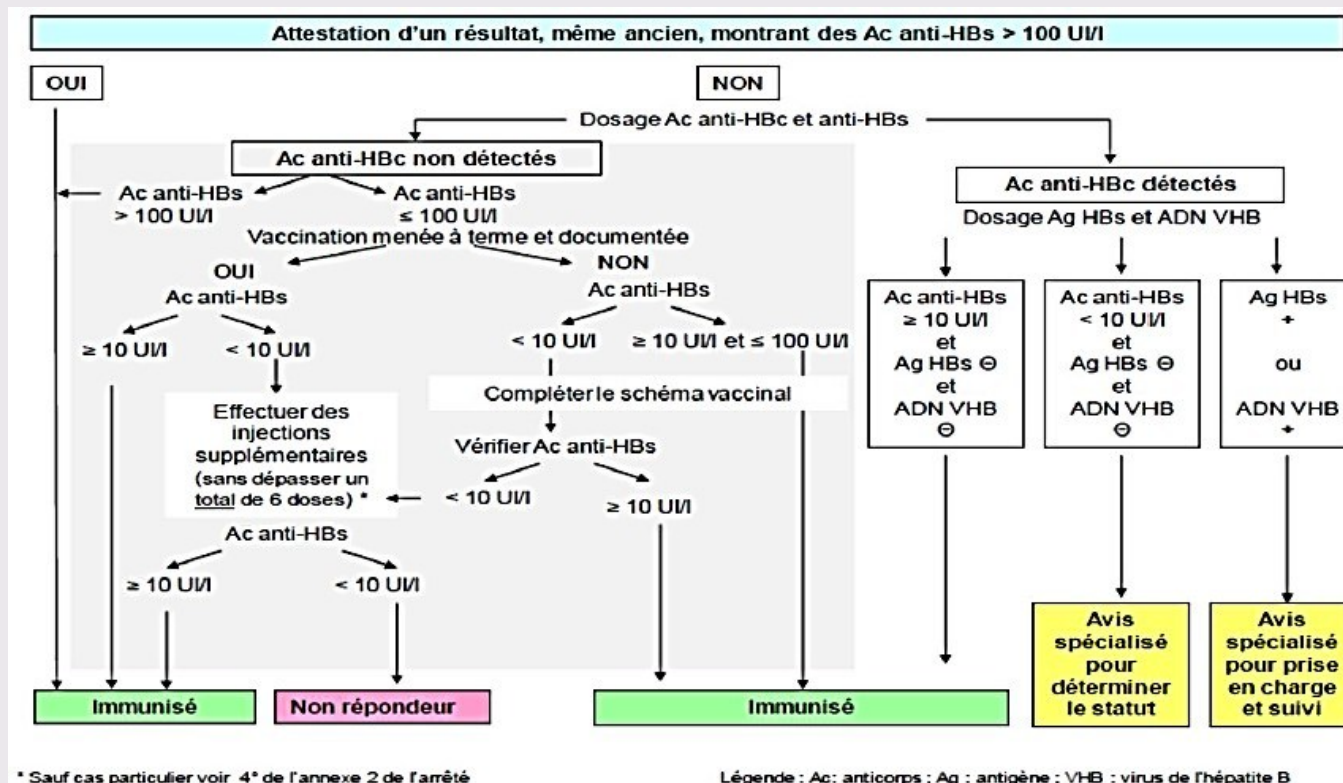 Attestation d'un résultat, même ancien, montrant des Ac anti-HBs > 100 UI/l
OUI
NON
Dosage Ac anti-HBc et anti-HBs
Ac anti-HBc non détectés
Ac anti-HBs
> 100 UI/l
Ac anti-HBs
≤ 100 UI/l
Vaccination menée à terme et documentée
OUI
Ac anti-HBs
≥ 10 UI/l
< 10 UI/l
Effectuer des
injections
supplémentaires
(sans dépasser un
total de 6 doses) *
Ac anti-HBs
≥ 10 UI/l
< 10 UI/l
NON
Ac anti-HBs
< 10 UI/l
≥ 10 UI/l et ≤ 100 UI/l
Compléter le schéma vaccinal
Vérifier Ac anti-HBs
< 10 UI/l
≥ 10 UI/l
Ac anti-HBc détectés
Dosage Ag HBs et ADN VHB
Ac anti-HBs
≥ 10 UI/l
et
Ag HBs ⊖
et
ADN VHB
⊖
Ac anti-HBs
< 10 UI/l
et
Ag HBs ⊖
et
ADN VHB
⊖
Ag HBs
+
ou
ADN VHB
+
Immunisé
Non répondeur
Immunisé
Avis
spécialisé
pour
déterminer
le statut
Avis
spécialisé
pour prise
en charge
et suivi
* Sauf cas particulier voir 4° de l'annexe 2 de l'arrêté
Légende : Ac: anticorps ; Ag : antigène ; VHB : virus de l'hépatite B